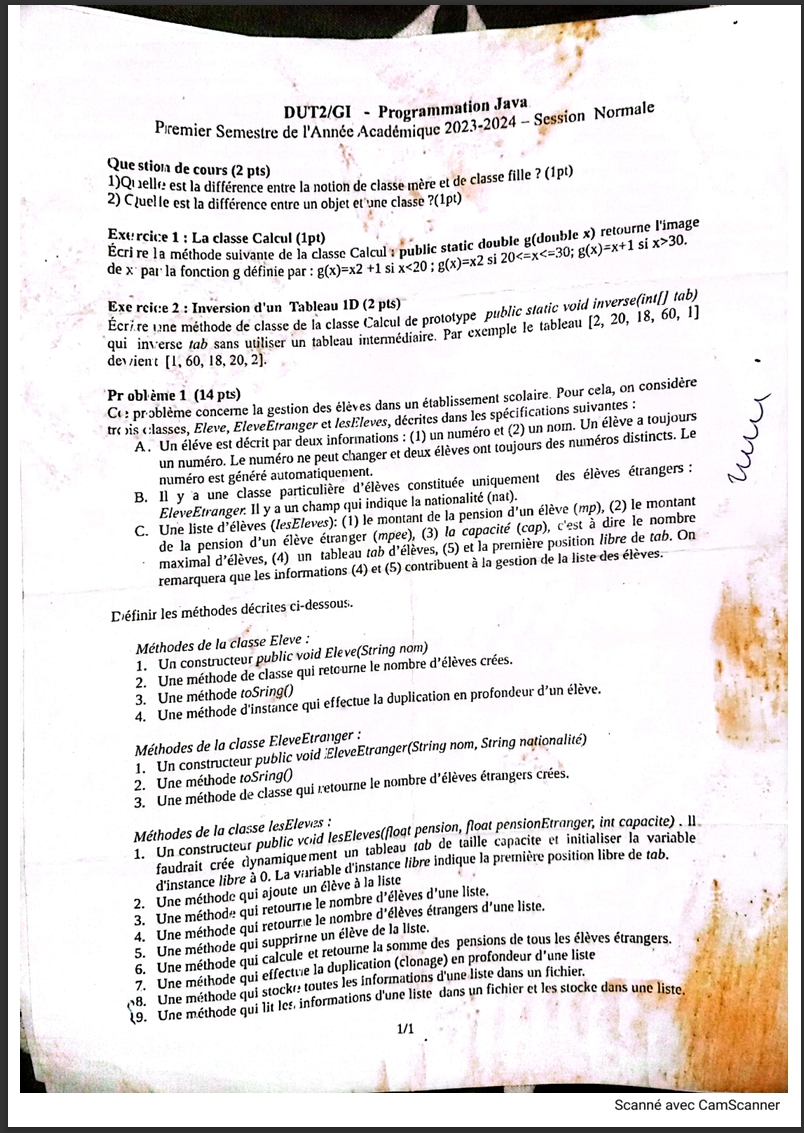 DUT2/GI - Programmation Java
Premier Semestre de l'Année Académique 2023-2024 – Session Normale
Question de cours (2 pts)
1)Quelle est la différence entre la notion de classe mère et de classe fille ? (1pt)
2) Quelle est la différence entre un objet et une classe ?(1pt)
Exercice 1 : La classe Calcul (1pt)
Écrire la méthode suivante de la classe Calcul : public static double g(double x) retourne l'image
de x par la fonction g définie par : g(x)=x2 +1 si x<20 ; g(x)=x2 si 20<=x<=30; g(x)=x+1 si x>30.
Exercice 2 : Inversion d'un Tableau 1D (2 pts)
Écrire une méthode de classe de la classe Calcul de prototype public static void inverse(int[] tab)
qui inverse tab sans utiliser un tableau intermédiaire. Par exemple le tableau [2, 20, 18, 60, 1]
devient [1, 60, 18, 20, 2].
Problème 1 (14 pts)
Ce problème concerne la gestion des élèves dans un établissement scolaire. Pour cela, on considère
trois classes, Eleve, EleveEtranger et lesEleves, décrites dans les spécifications suivantes :
A. Un éléve est décrit par deux informations : (1) un numéro et (2) un nom. Un élève a toujours
un numéro. Le numéro ne peut changer et deux élèves ont toujours des numéros distincts. Le
numéro est généré automatiquement.
B. Il y a une classe particulière d'élèves constituée uniquement des élèves étrangers :
EleveEtranger. Il y a un champ qui indique la nationalité (nat).
C. Une liste d'élèves (lesEleves): (1) le montant de la pension d'un élève (mp), (2) le montant
de la pension d'un élève étranger (mpee), (3) la capacité (cap), c'est à dire le nombre
maximal d'élèves, (4) un tableau tab d'élèves, (5) et la première position libre de tab. On
remarquera que les informations (4) et (5) contribuent à la gestion de la liste des élèves.
Définir les méthodes décrites ci-dessous.
Méthodes de la classe Eleve :
1. Un constructeur public void Eleve(String nom)
2. Une méthode de classe qui retourne le nombre d'élèves crées.
3. Une méthode toSring()
4. Une méthode d'instance qui effectue la duplication en profondeur d'un élève.
Méthodes de la classe EleveEtranger :
1. Un constructeur public void EleveEtranger(String nom, String nationalité)
2. Une méthode toSring()
3. Une méthode de classe qui retourne le nombre d'élèves étrangers crées.
Méthodes de la classe lesEleves :
1. Un constructeur public void lesEleves(float pension, float pensionEtranger, int capacite) . Il
faudrait crée dynamiquement un tableau tab de taille capacite et initialiser la variable
d'instance libre à 0. La variable d'instance libre indique la première position libre de tab.
2. Une méthode qui ajoute un élève à la liste
3. Une méthode qui retourne le nombre d'élèves d'une liste.
4. Une méthode qui retourne le nombre d'élèves étrangers d'une liste.
5. Une méthode qui supprime un élève de la liste.
6. Une méthode qui calcule et retourne la somme des pensions de tous les élèves étrangers.
7. Une méthode qui effectue la duplication (clonage) en profondeur d'une liste
8. Une méthode qui stocke toutes les informations d'une liste dans un fichier.
9. Une méthode qui lit les informations d'une liste dans un fichier et les stocke dans une liste.
1/1
Scanné avec CamScanner